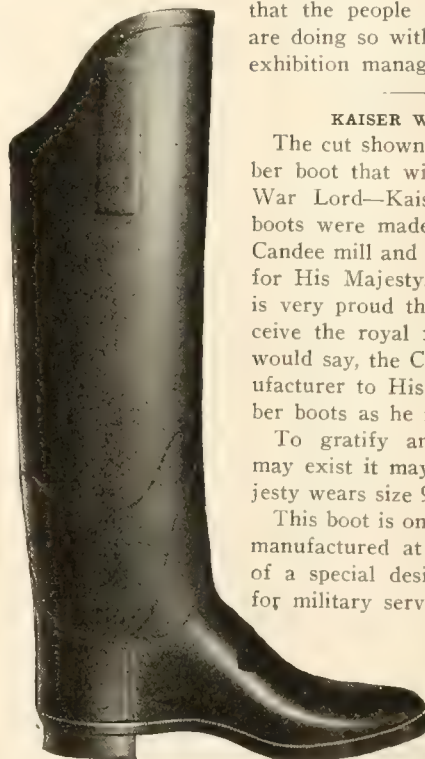 that the people
are doing so with
exhibition manag
KAISER W
The cut shown
ber boot that wi
War Lord—Kais
boots were made
Candee mill and
for His Majesty
is very proud th
ceive the royal
would say, the C
ufacturer to His
ber boots as he
To gratify an
may exist it may
jesty wears size 9
This boot is on
manufactured at
of a special desi
for military serv